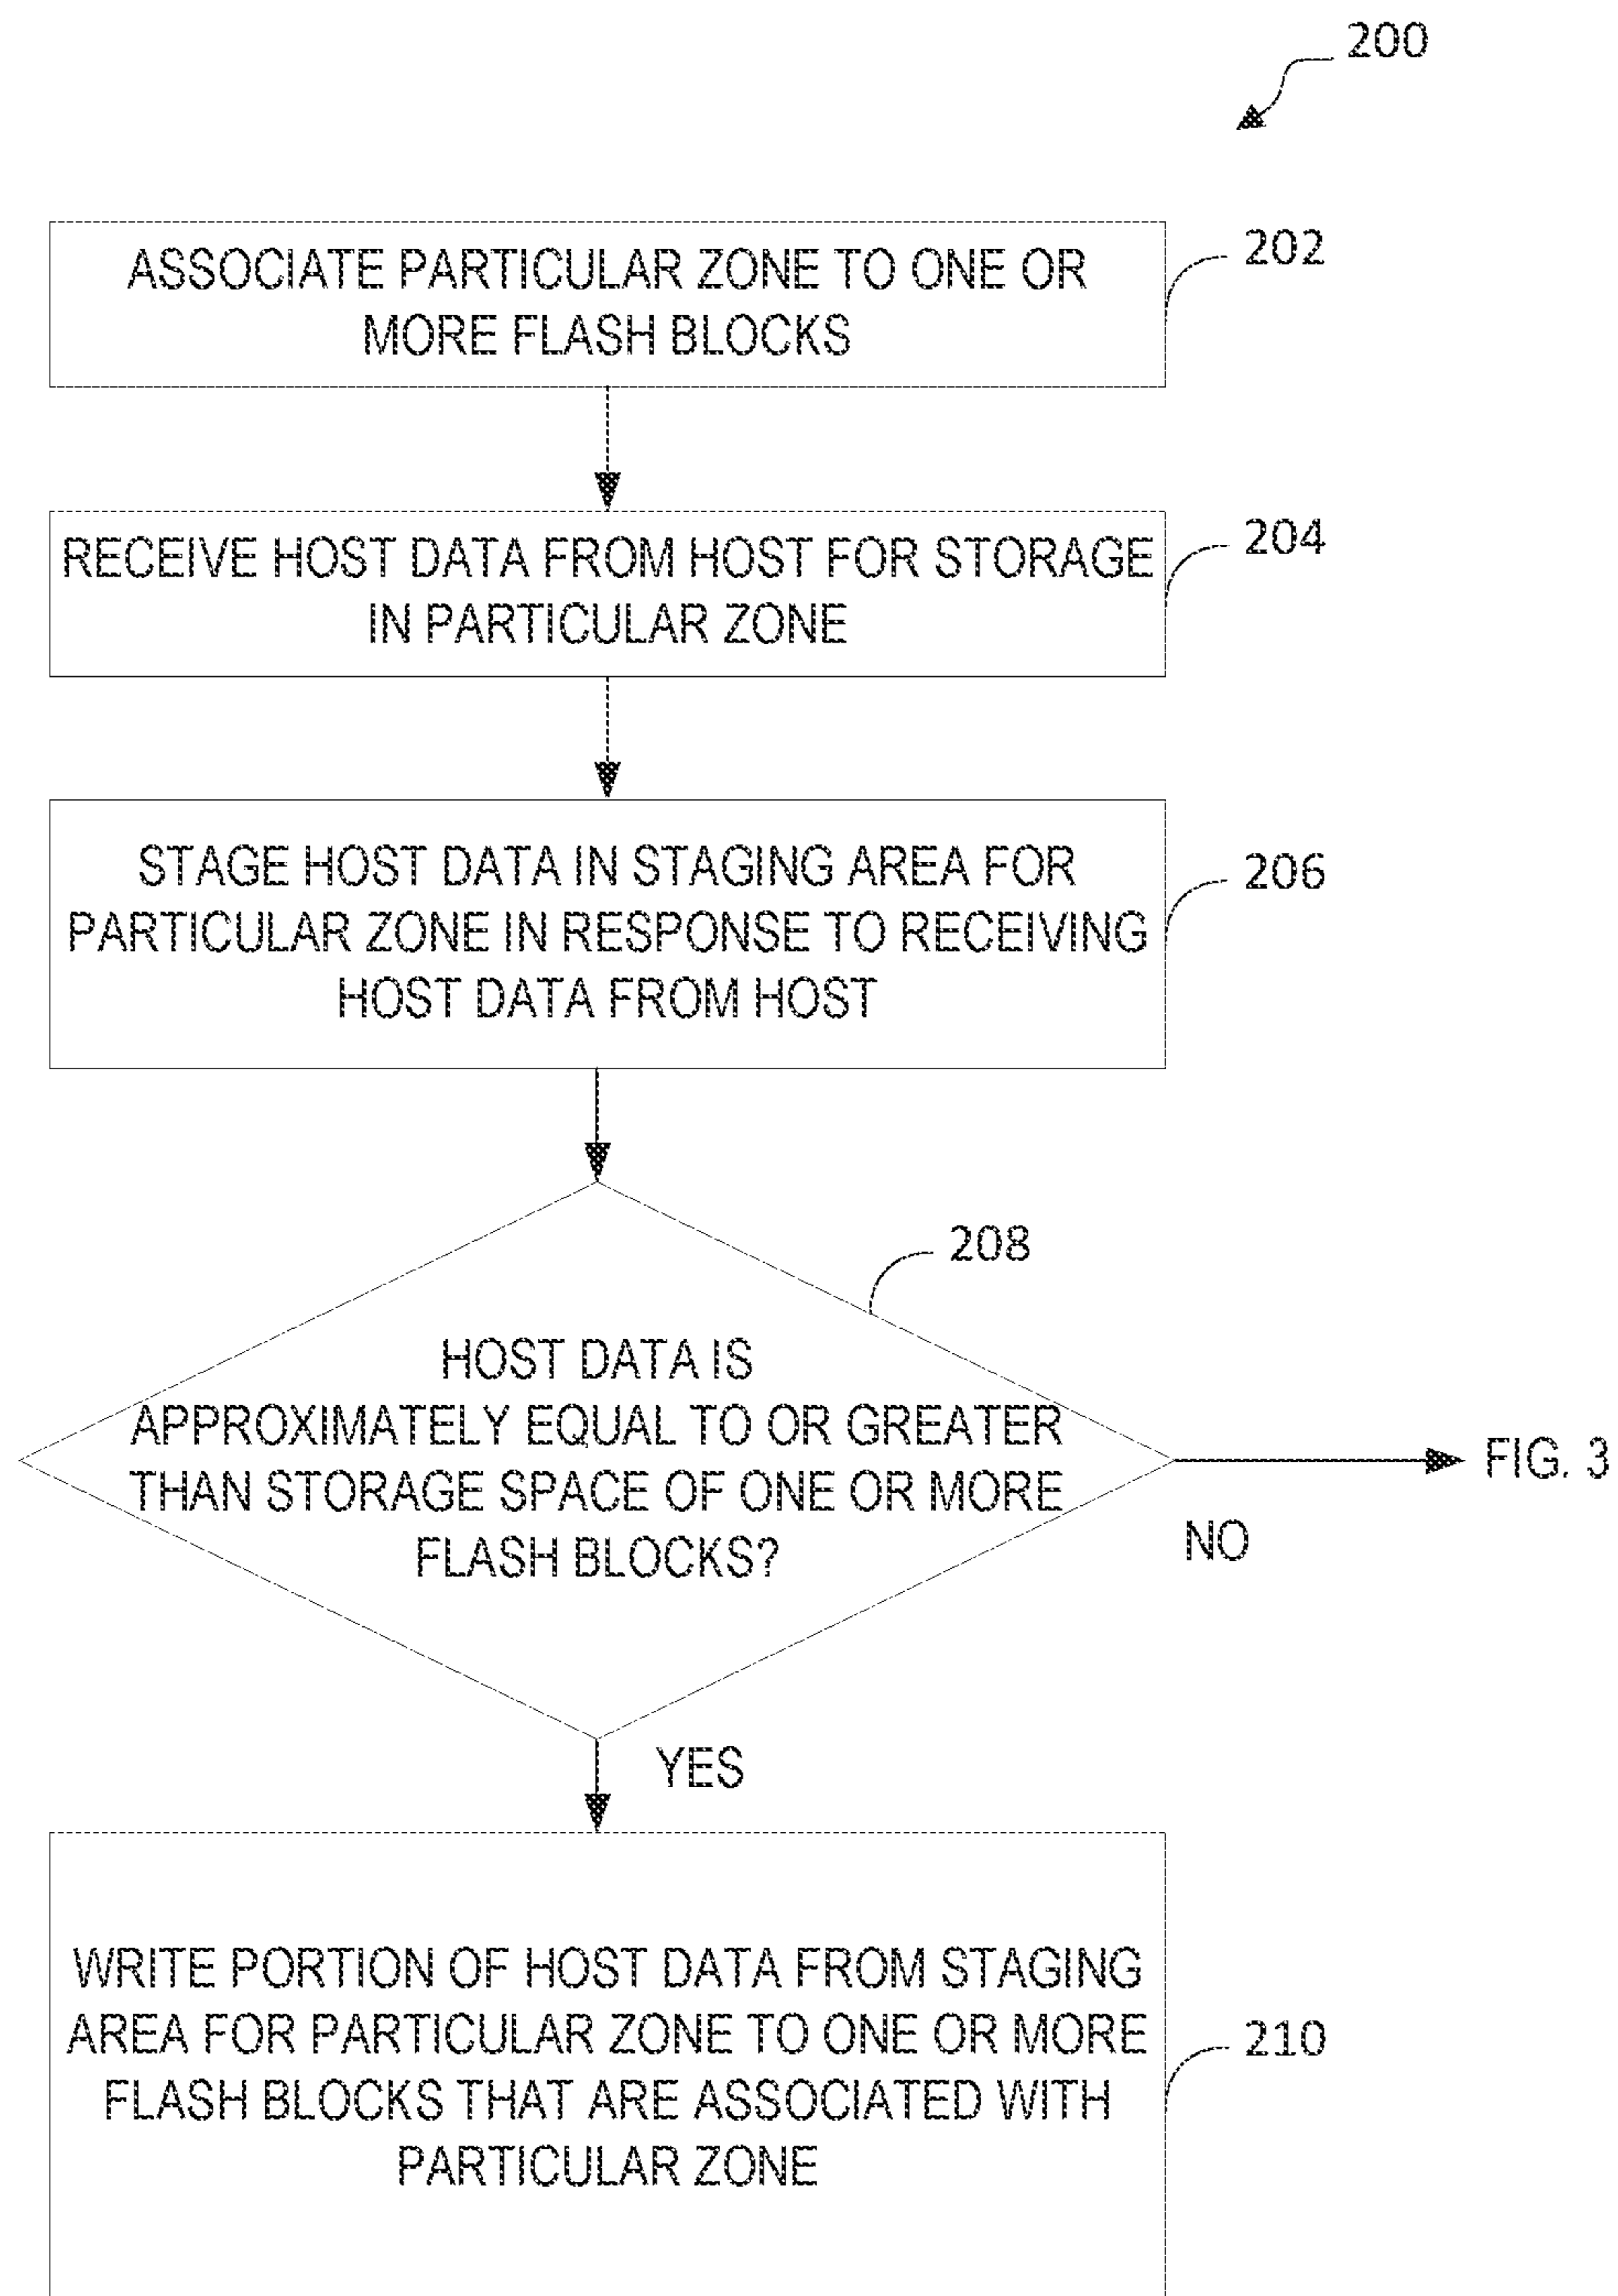 200
ASSOCIATE PARTICULAR ZONE TO ONE OR
MORE FLASH BLOCKS
202
RECEIVE HOST DATA FROM HOST FOR STORAGE
IN PARTICULAR ZONE
204
STAGE HOST DATA IN STAGING AREA FOR
PARTICULAR ZONE IN RESPONSE TO RECEIVING
HOST DATA FROM HOST
206
208
HOST DATA IS
APPROXIMATELY EQUAL TO OR GREATER
THAN STORAGE SPACE OF ONE OR MORE
FLASH BLOCKS?
FIG. 3
NO
YES
WRITE PORTION OF HOST DATA FROM STAGING
AREA FOR PARTICULAR ZONE TO ONE OR MORE
FLASH BLOCKS THAT ARE ASSOCIATED WITH
PARTICULAR ZONE
210